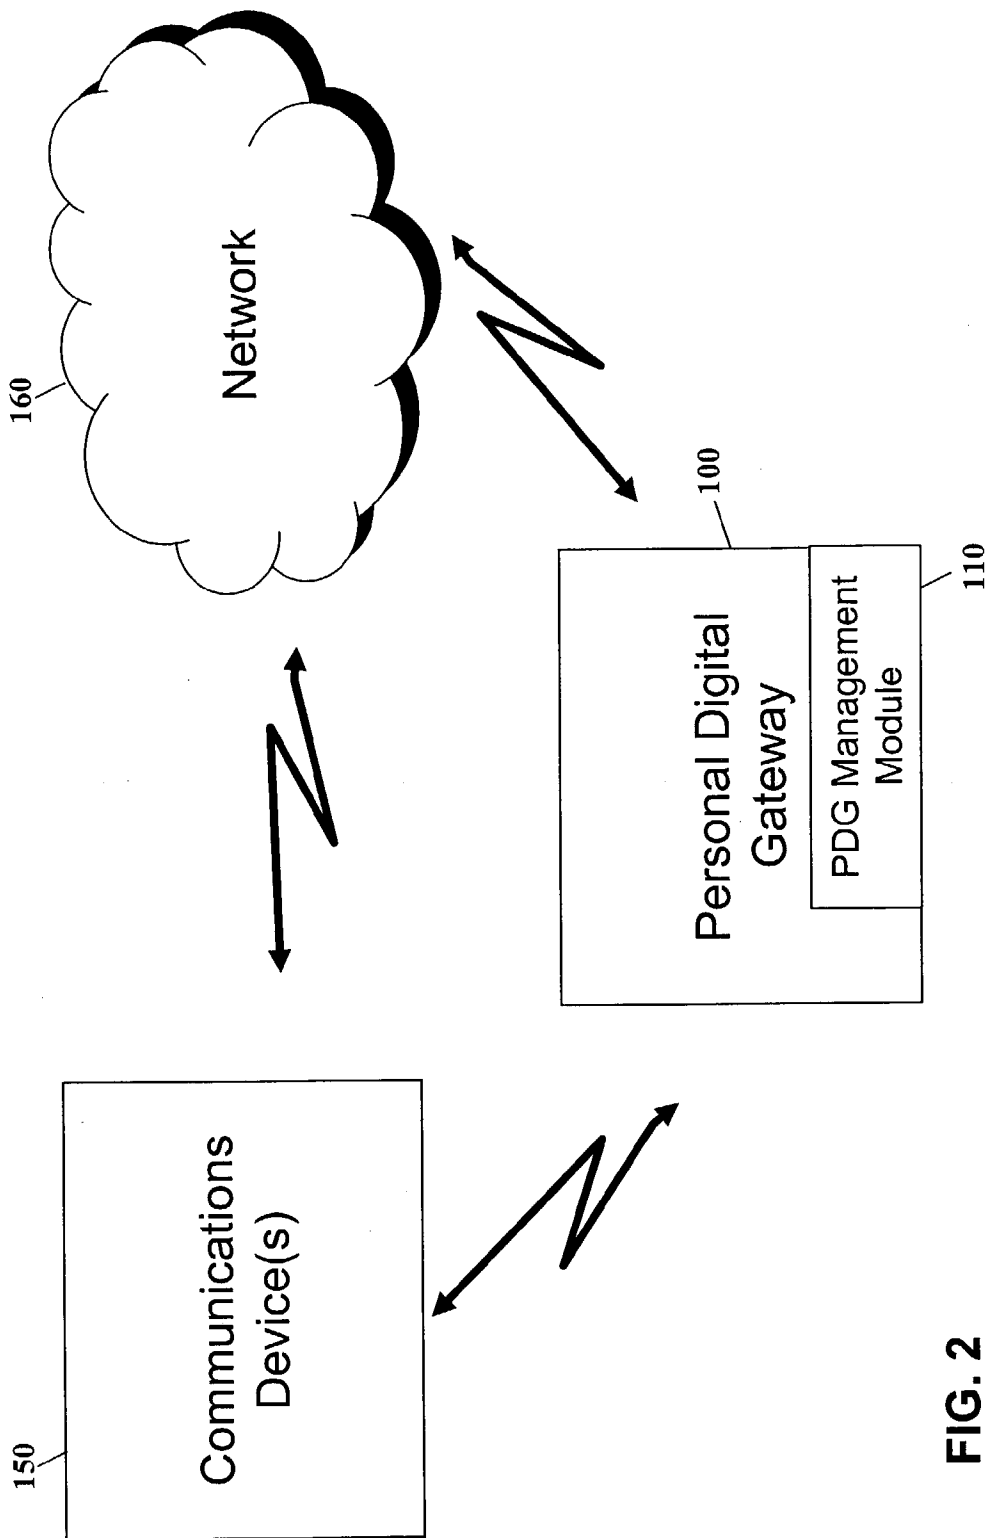 150
Communications
Device(s)
160
Network
100
Personal Digital
Gateway
PDG Management
Module
110
FIG. 2